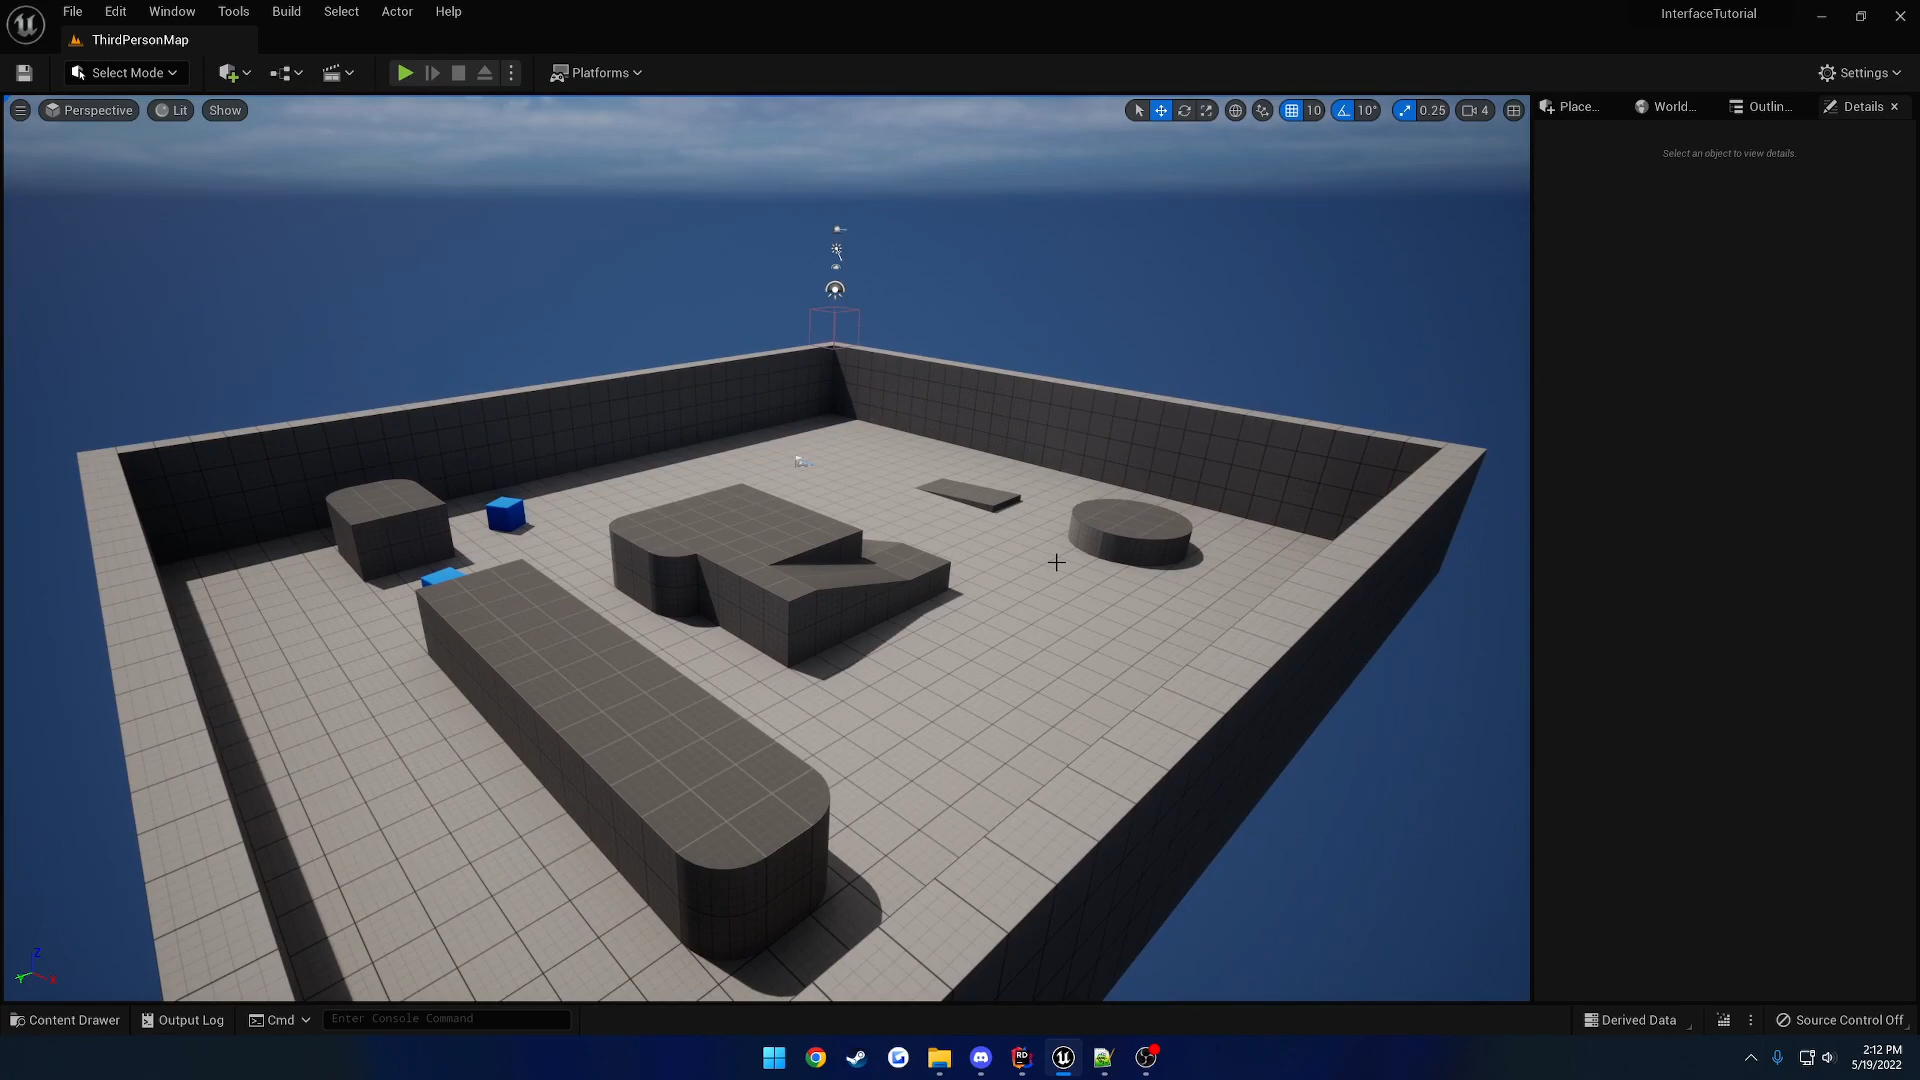 File Edit Window Tools Build Select Actor Help
InterfaceTutorial
ThirdPersonMap
Select Mode
Platforms
Settings
Perspective Lit Show
10 10° 0.25 4
Place... World... Outlin... Details
Select an object to view details.
Z
Y X
Content Drawer Output Log Cmd Enter Console Command
Derived Data Source Control Off
RD
2:12 PM
5/19/2022